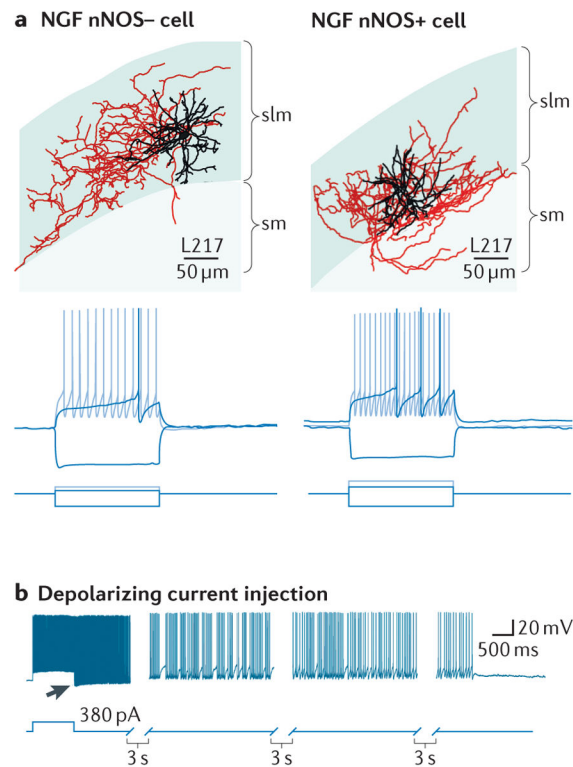 a NGF nNOS– cell
NGF nNOS+ cell
slm
sm
L217
50 µm
slm
sm
L217
50 µm
b Depolarizing current injection
20 mV
500 ms
380 pA
3 s
3 s
3 s